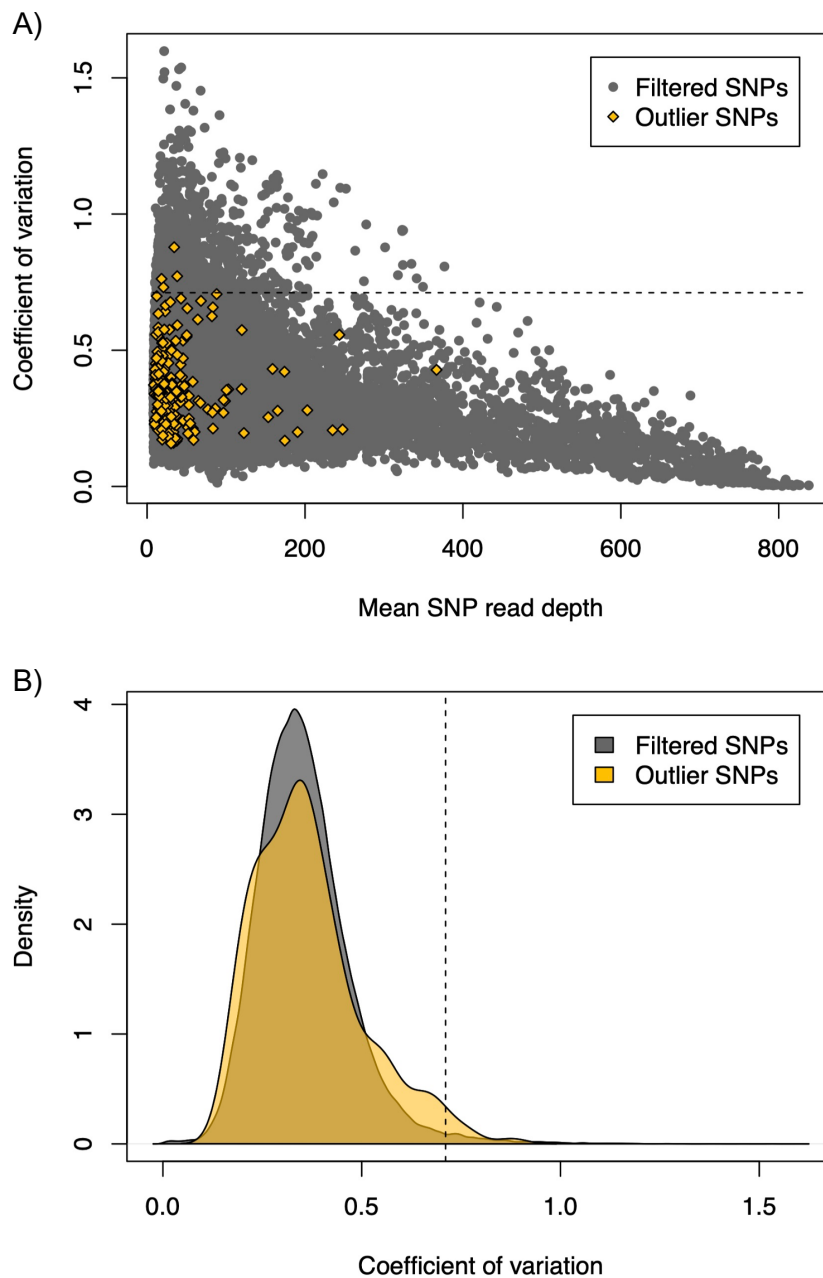 A)
1.5
1.0
0.5
0.0
Coefficient of variation
Filtered SNPs
Outlier SNPs
0 200 400 600 800
Mean SNP read depth
B)
4
3
2
1
0
Density
Filtered SNPs
Outlier SNPs
0.0 0.5 1.0 1.5
Coefficient of variation